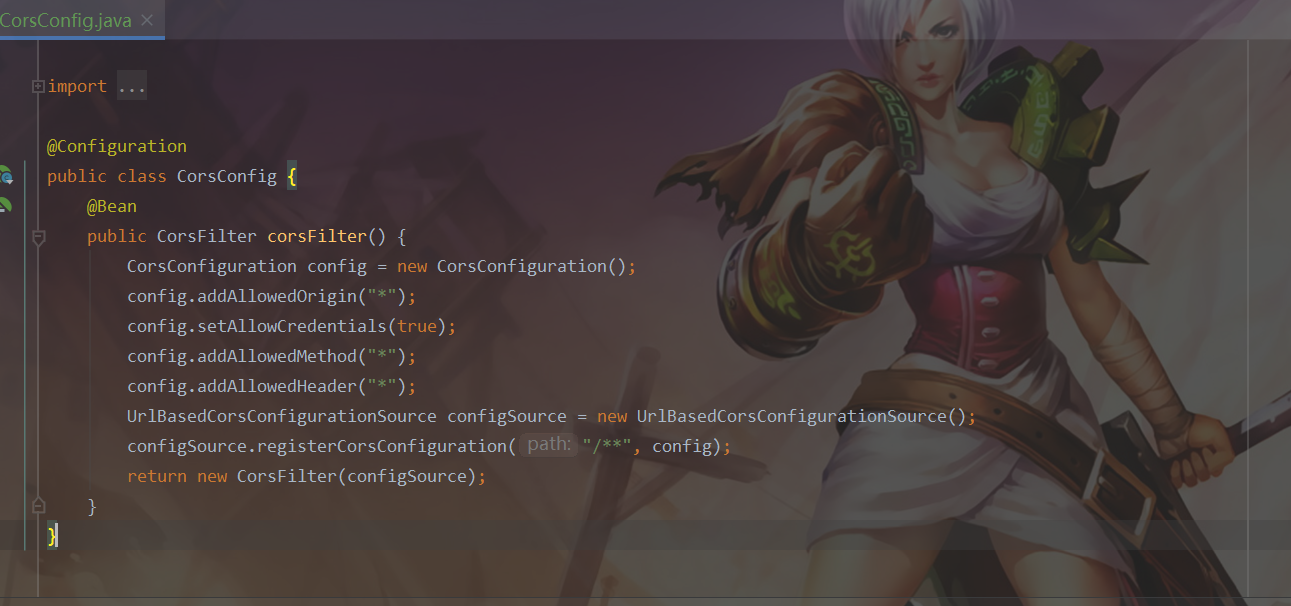 CorsConfig.java
import ...
@Configuration
public class CorsConfig {
@Bean
public CorsFilter corsFilter() {
CorsConfiguration config = new CorsConfiguration();
config.addAllowedOrigin("*");
config.setAllowCredentials(true);
config.addAllowedMethod("*");
config.addAllowedHeader("*");
UrlBasedCorsConfigurationSource configSource = new UrlBasedCorsConfigurationSource();
configSource.registerCorsConfiguration( path: "/**", config);
return new CorsFilter(configSource);
}
}